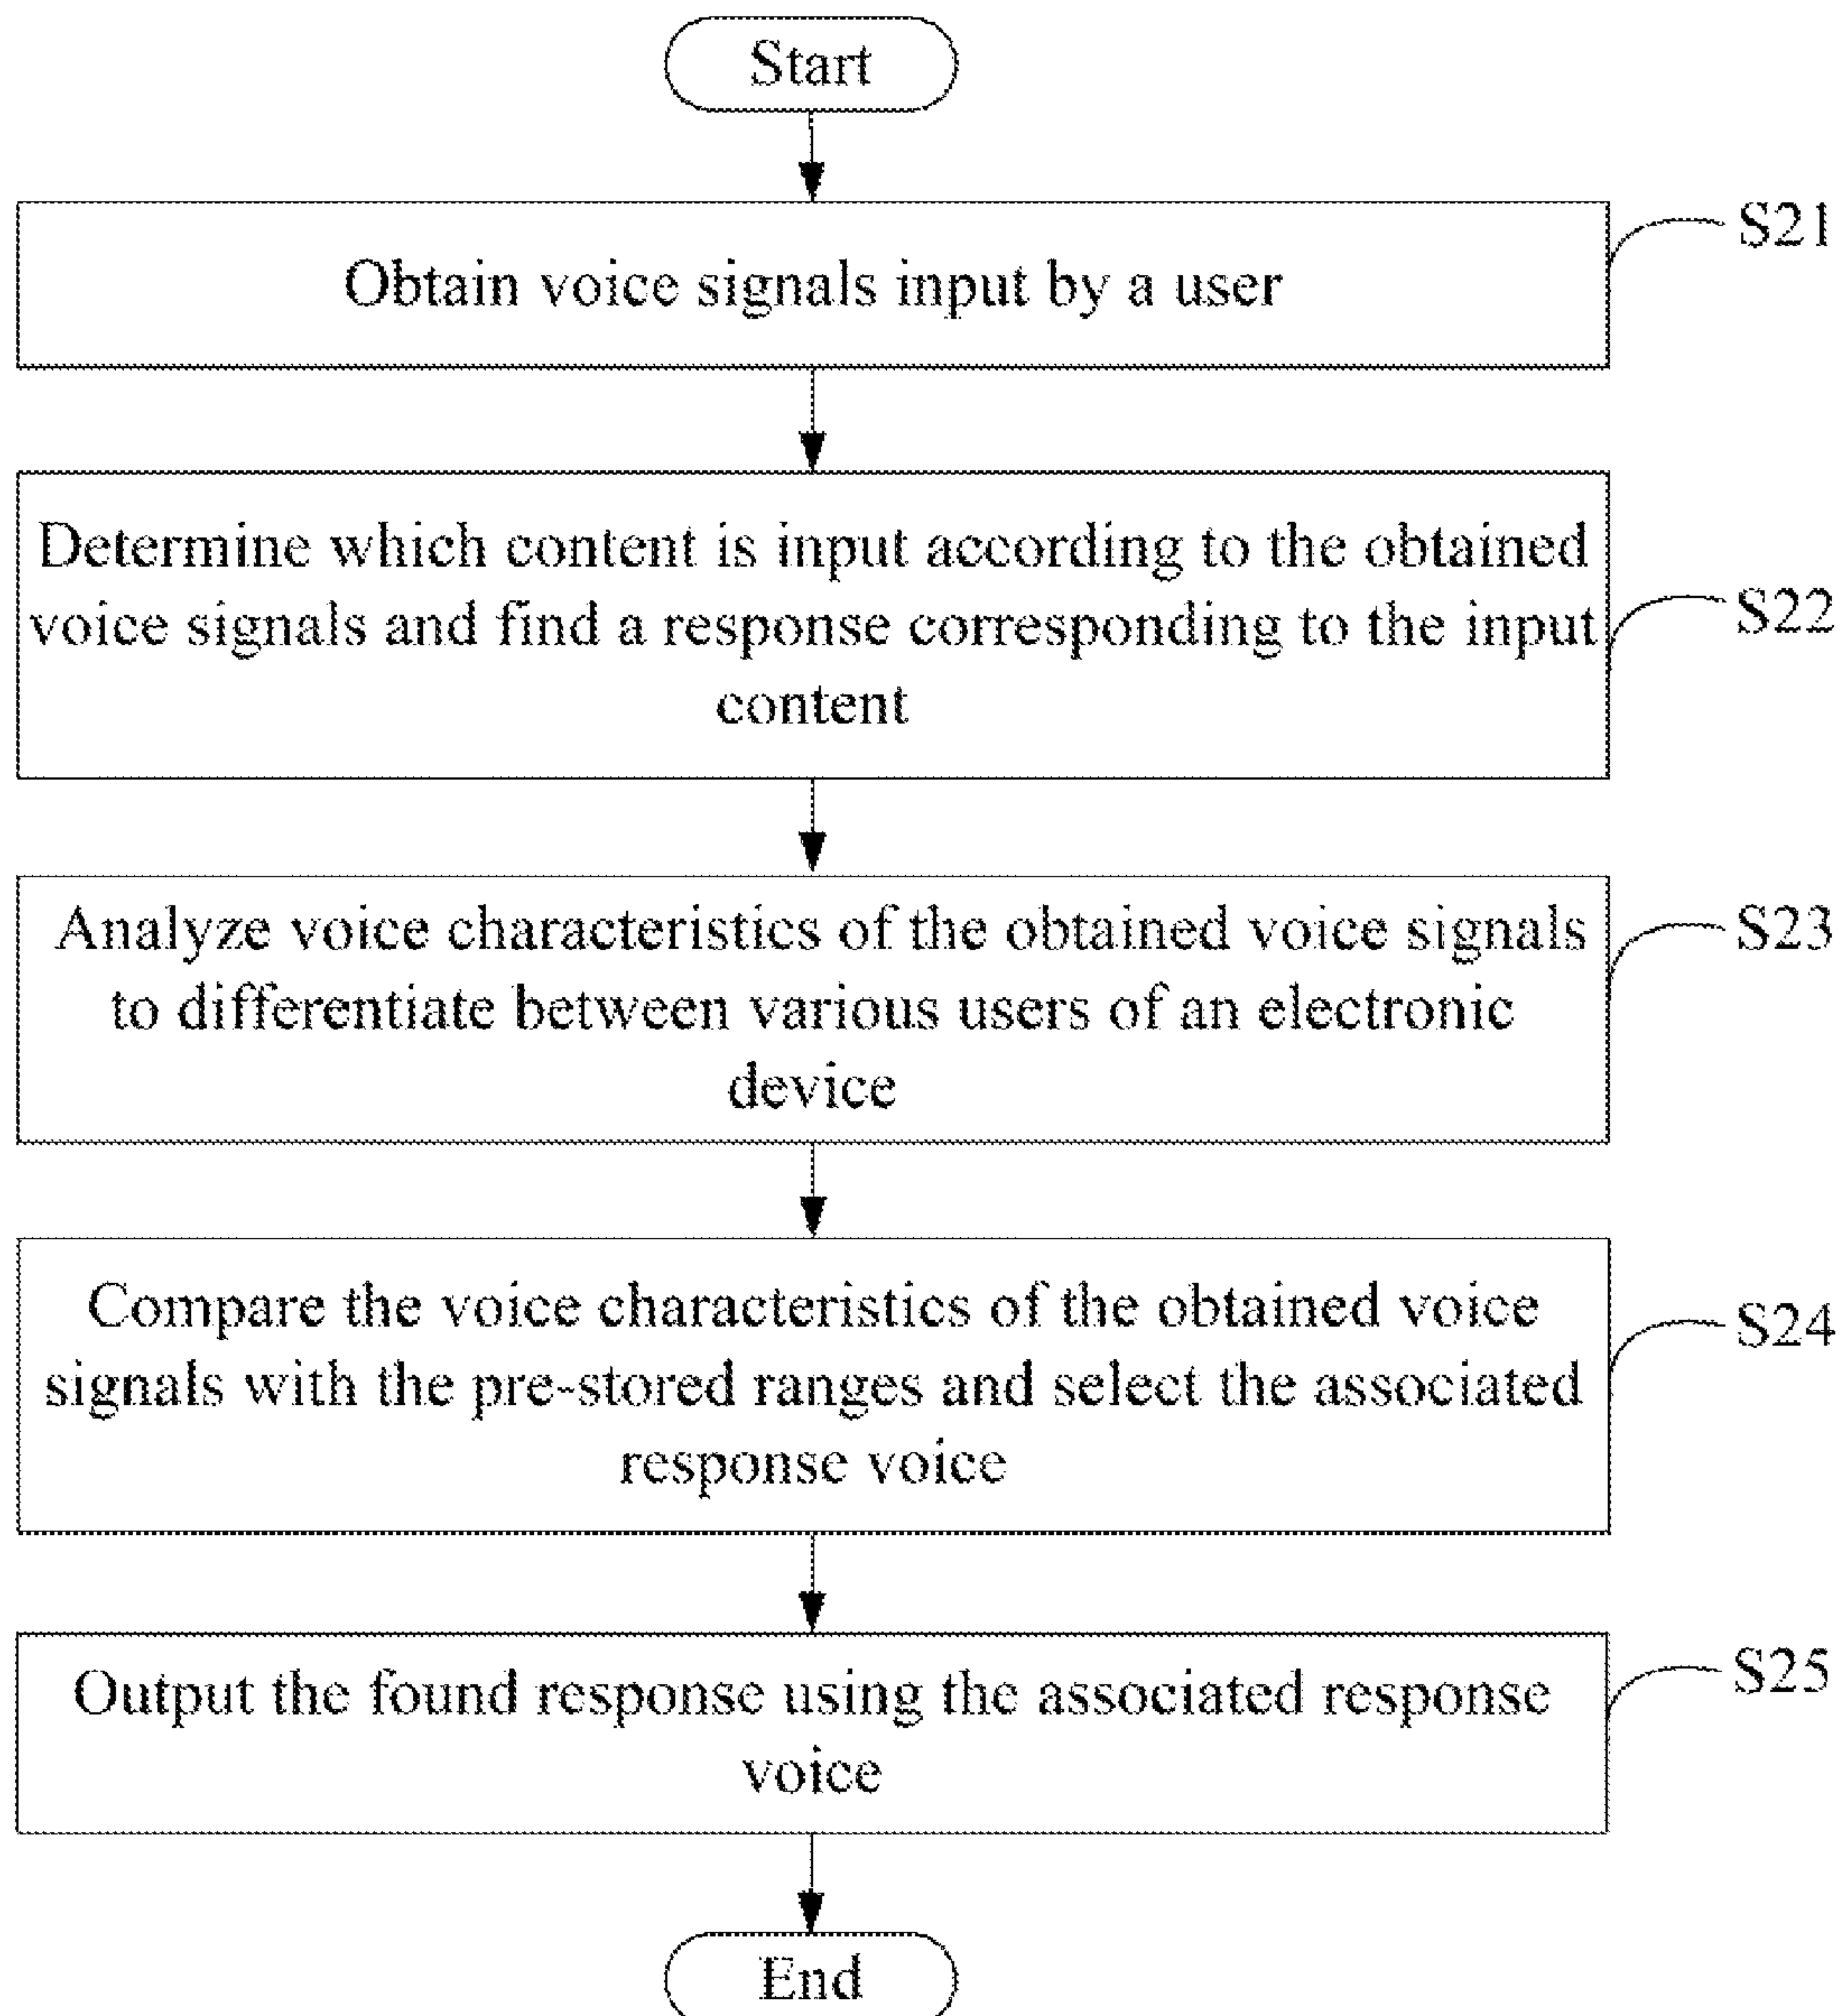 Start
S21
Obtain voice signals input by a user
Determine which content is input according to the obtained
voice signals and find a response corresponding to the input
content
S22
Analyze voice characteristics of the obtained voice signals
to differentiate between various users of an electronic
device
S23
Compare the voice characteristics of the obtained voice
signals with the pre-stored ranges and select the associated
response voice
S24
Output the found response using the associated response
voice
S25
End